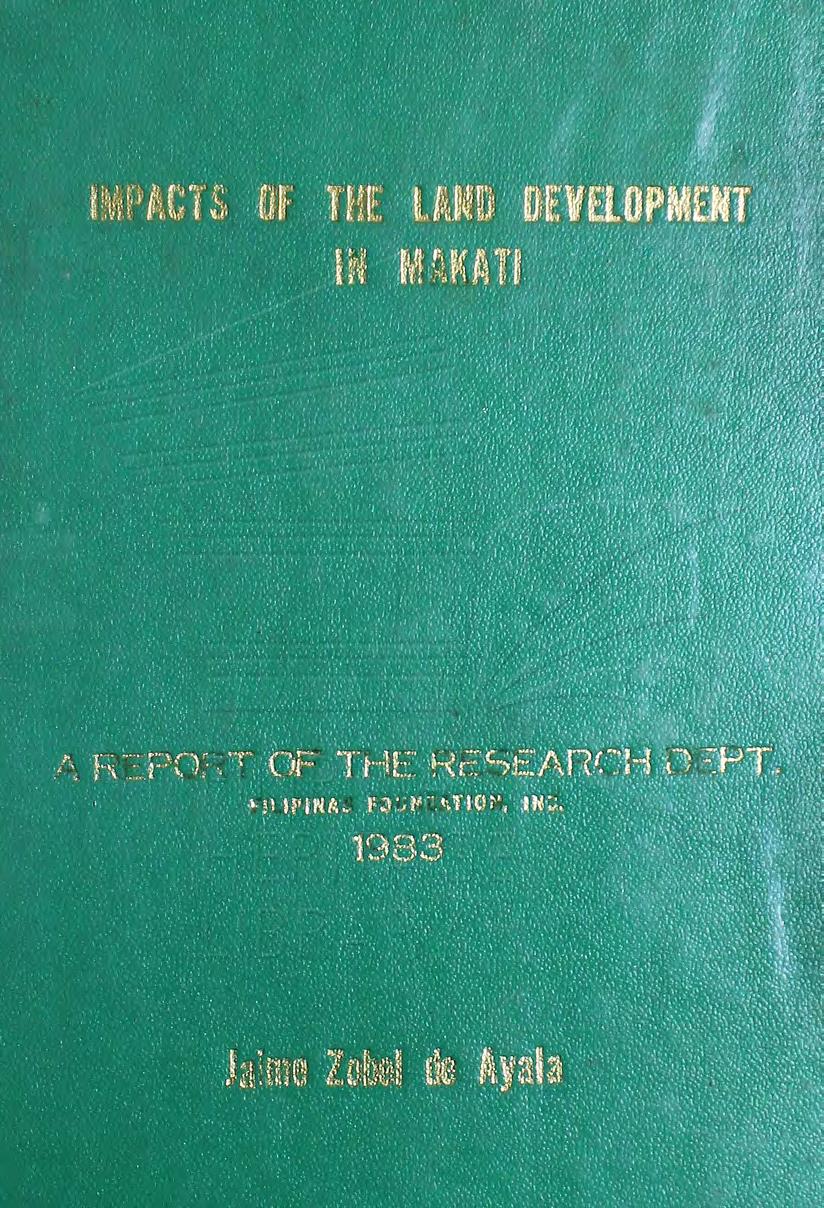 IMPACTS OF THE LAND DEVELOPMENT
IN MAKATI
A REPORT OF THE RESEARCH DEPT.
FILIPINAS FOUNDATION, INC.
1983
Jaime Zobel de Ayala